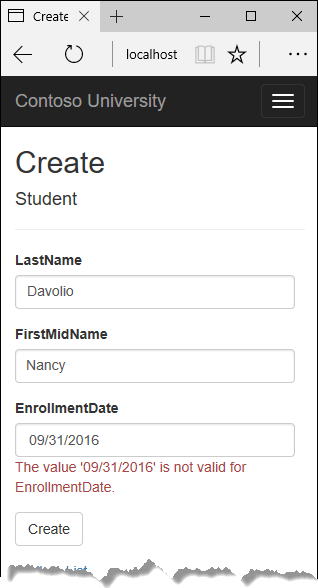 Create
localhost
Contoso University
Create
Student
LastName
Davolio
FirstMidName
Nancy
EnrollmentDate
09/31/2016
The value '09/31/2016' is not valid for
EnrollmentDate.
Create